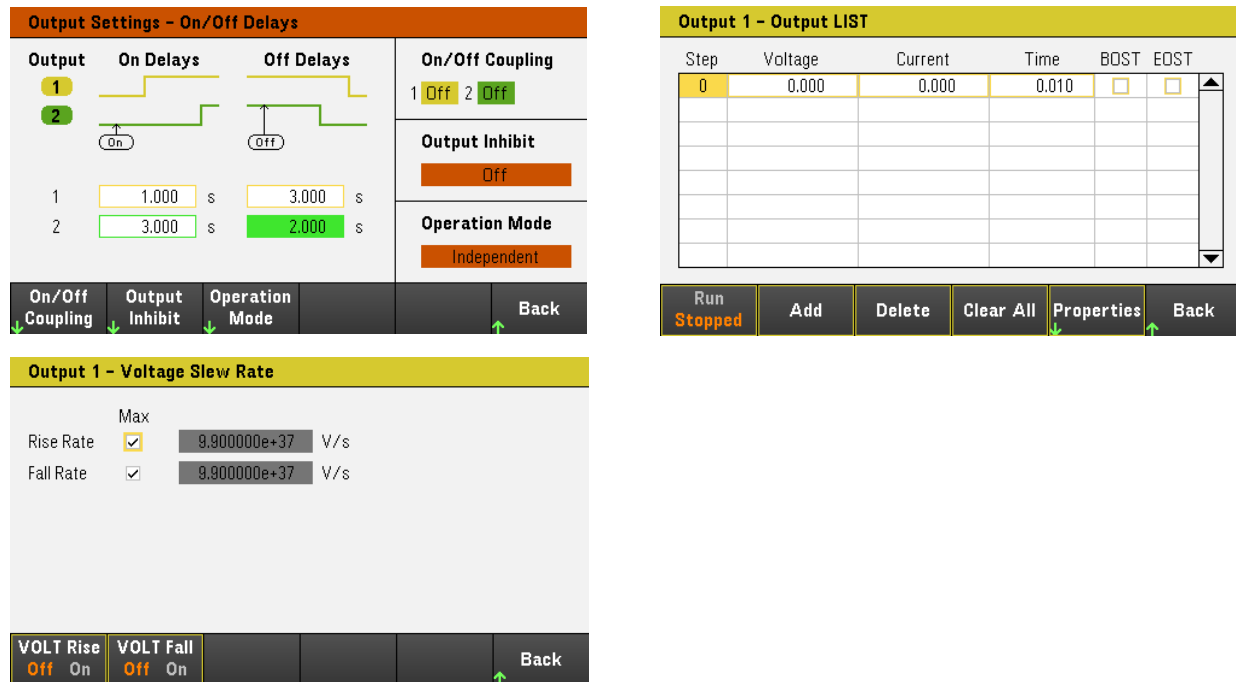 Output Settings - On/Off Delays
Output On Delays Off Delays
1
2
On Off
1 1.000 s 3.000 s
2 3.000 s 2.000 s
On/Off Coupling
1 Off 2 Off
Output Inhibit
Off
Operation Mode
Independent
On/Off Coupling Output Inhibit Operation Mode Back
Output 1 - Output LIST
Step Voltage Current Time BOST EOST
0 0.000 0.000 0.010
Run Stopped Add Delete Clear All Properties Back
Output 1 - Voltage Slew Rate
Max
Rise Rate 9.900000e+37 V/s
Fall Rate 9.900000e+37 V/s
VOLT Rise VOLT Fall
Off On Off On Back